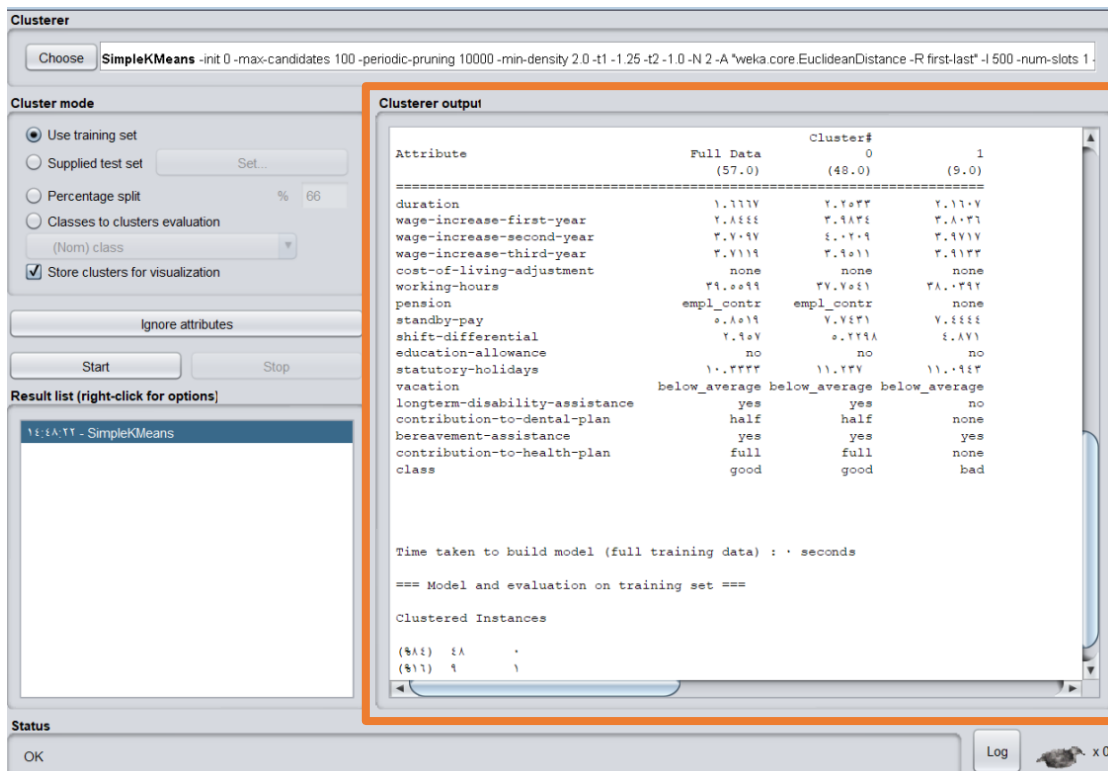 Clusterer
Choose SimpleKMeans -init 0 -max-candidates 100 -periodic-pruning 10000 -min-density 2.0 -t1 -1.25 -t2 -1.0 -N 2 -A "weka.core.EuclideanDistance -R first-last" -I 500 -num-slots 1 -
Cluster mode
Use training set
Supplied test set Set...
Percentage split % 66
Classes to clusters evaluation
(Nom) class
Store clusters for visualization
Ignore attributes
Start Stop
Result list (right-click for options)
١٤:٤٨:٢٢ - SimpleKMeans
Clusterer output
Cluster#
Attribute Full Data 0 1
(57.0) (48.0) (9.0)
==========================================================================
duration ١.٦٦٦٧ ٢.٢٥٣٣ ٢.١٦٠٧
wage-increase-first-year ٢.٨٤٤٤ ٣.٩٨٣٤ ٣.٨٠٣٦
wage-increase-second-year ٣.٧٠٩٧ ٤.٠٢٠٩ ٣.٩٧١٧
wage-increase-third-year ٣.٧١١٩ ٣.٩٥١١ ٣.٩١٣٣
cost-of-living-adjustment none none none
working-hours ٣٩.٥٥٩٩ ٣٧.٧٥٤١ ٣٨.٠٣٩٢
pension empl_contr empl_contr none
standby-pay ٥.٨٥١٩ ٧.٧٤٣١ ٧.٤٤٤٤
shift-differential ٢.٩٥٧ ٥.٢٢٩٨ ٤.٨٧١
education-allowance no no no
statutory-holidays ١٠.٣٣٣٣ ١١.٢٣٧ ١١.٠٩٤٣
vacation below_average below_average below_average
longterm-disability-assistance yes yes no
contribution-to-dental-plan half half none
bereavement-assistance yes yes yes
contribution-to-health-plan full full none
class good good bad
Time taken to build model (full training data) : ٠ seconds
=== Model and evaluation on training set ===
Clustered Instances
(%٨٤) ٤٨ ٠
(%١٦) ٩ ١
Status
OK
Log
x 0